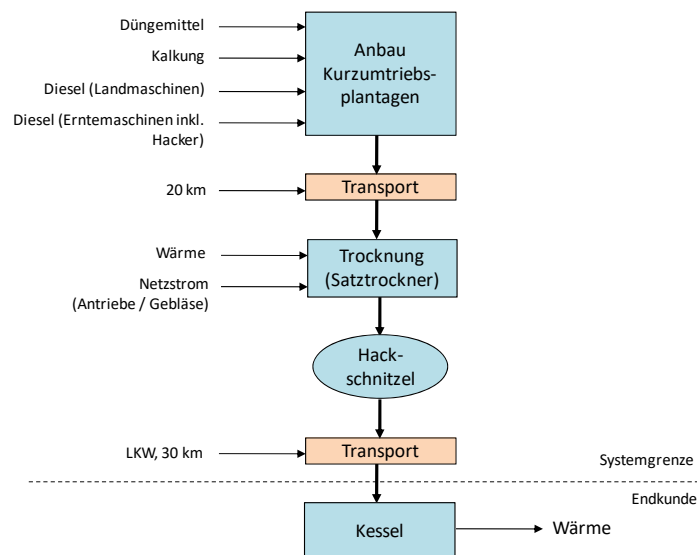 Düngemittel
Kalkung
Diesel (Landmaschinen)
Diesel (Erntemaschinen inkl.
Hacker)
Anbau
Kurzumtriebs-
plantagen
20 km
Transport
Wärme
Netzstrom
(Antriebe / Gebläse)
Trocknung
(Satztrockner)
Hack-
schnitzel
LKW, 30 km
Transport
Systemgrenze
Endkunde
Kessel
Wärme